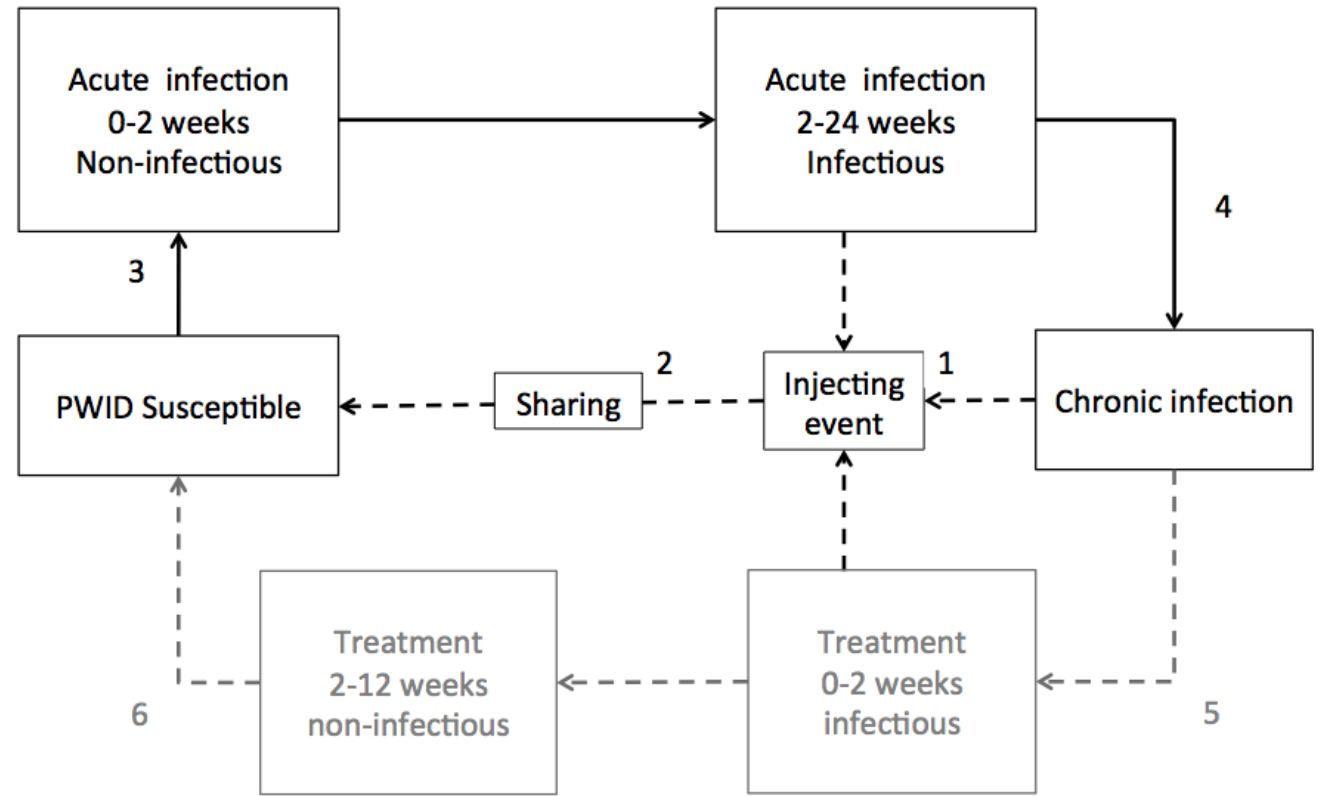 Acute infection
0-2 weeks
Non-infectious
Acute infection
2-24 weeks
Infectious
4
3
PWID Susceptible
Sharing
2
Injecting
event
1
Chronic infection
Treatment
2-12 weeks
non-infectious
Treatment
0-2 weeks
infectious
6
5